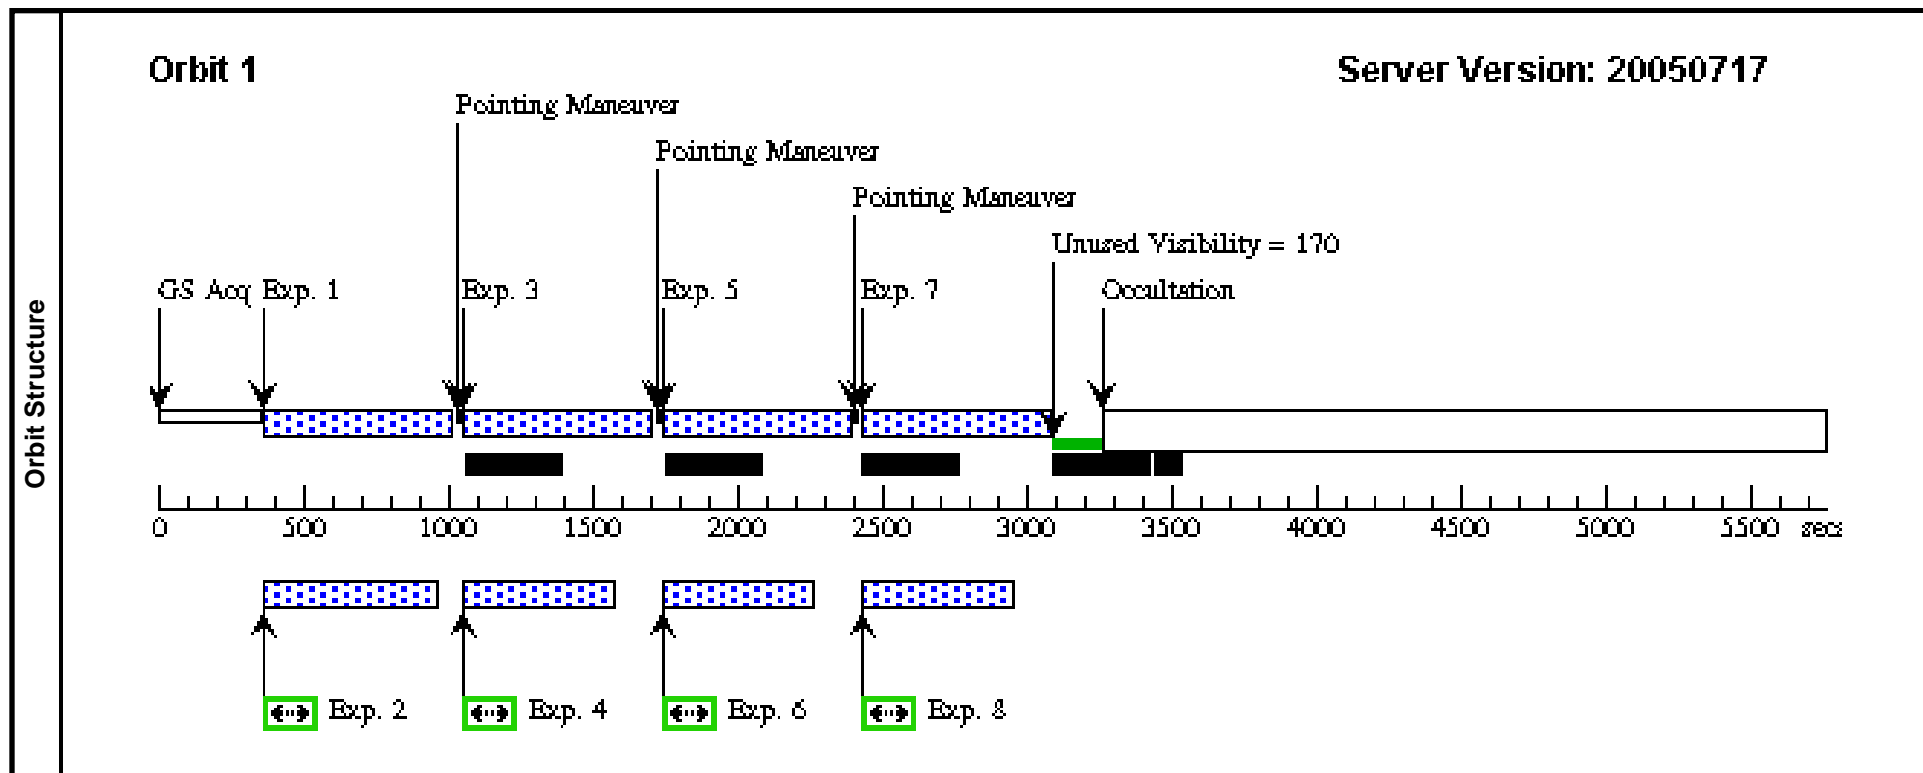 Orbit Structure
Orbit 1
Server Version: 20050717
Pointing Maneuver
Pointing Maneuver
Pointing Maneuver
Unused Visibility = 170
GS Acq Exp. 1 Exp. 3 Exp. 5 Exp. 7 Occultation
0 500 1000 1500 2000 2500 3000 3500 4000 4500 5000 5500 secs
Exp. 2 Exp. 4 Exp. 6 Exp. 8